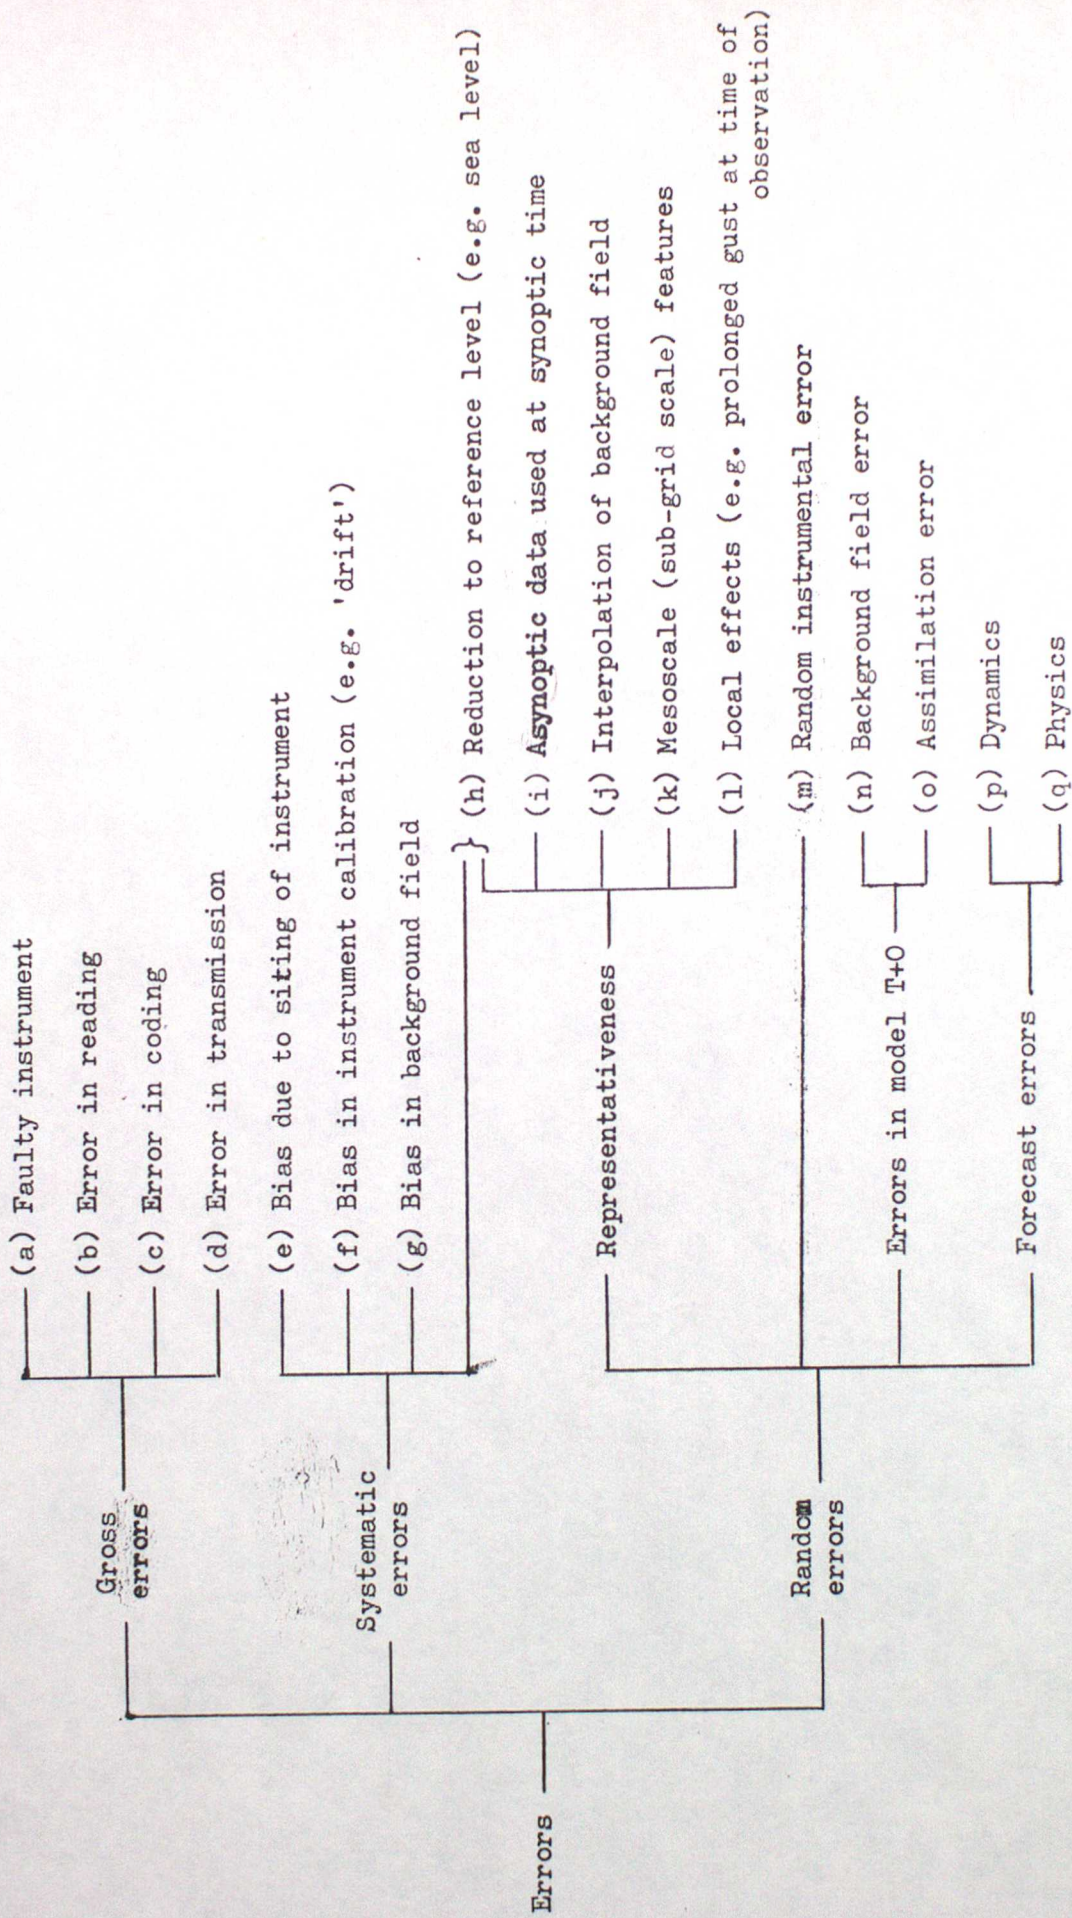 Errors
Gross
errors
(a) Faulty instrument
(b) Error in reading
(c) Error in coding
(d) Error in transmission
Systematic
errors
(e) Bias due to siting of instrument
(f) Bias in instrument calibration (e.g. 'drift')
(g) Bias in background field
} (h) Reduction to reference level (e.g. sea level)
Random
errors
Representativeness
(i) Asynoptic data used at synoptic time
(j) Interpolation of background field
(k) Mesoscale (sub-grid scale) features
(l) Local effects (e.g. prolonged gust at time of
observation)
(m) Random instrumental error
Errors in model T+0
(n) Background field error
(o) Assimilation error
Forecast errors
(p) Dynamics
(q) Physics